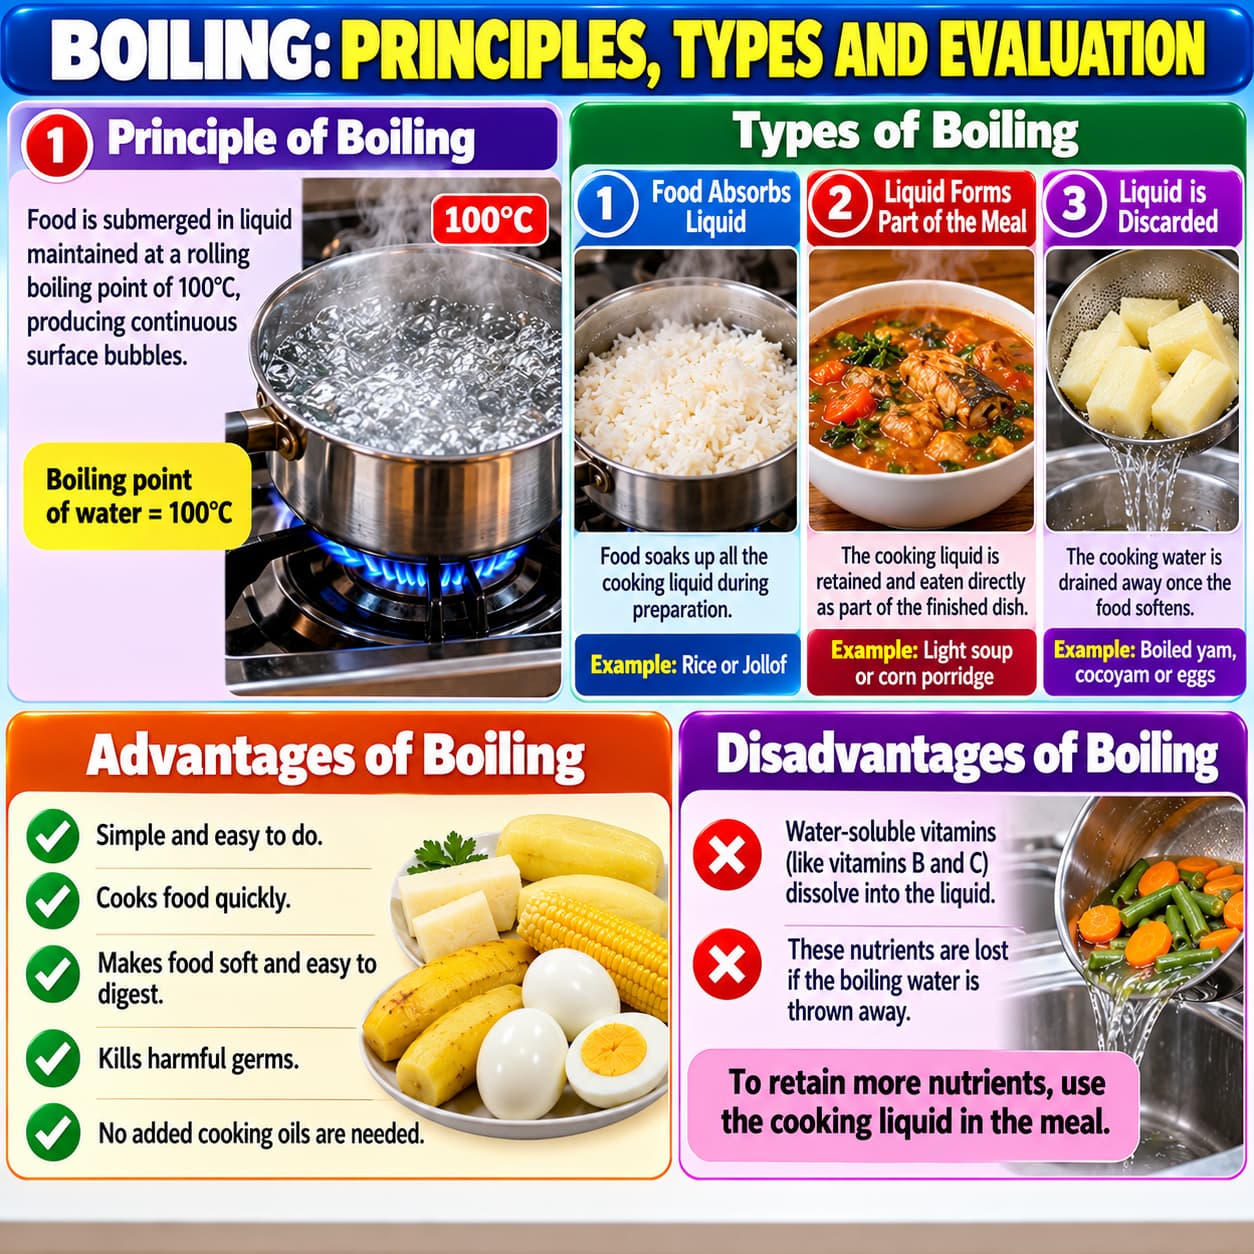 BOILING: PRINCIPLES, TYPES AND EVALUATION
1 Principle of Boiling
Food is submerged in liquid
maintained at a rolling
boiling point of 100°C,
producing continuous
surface bubbles.
100°C
Boiling point
of water = 100°C
Types of Boiling
1 Food Absorbs
Liquid
Food soaks up all the
cooking liquid during
preparation.
Example: Rice or Jollof
2 Liquid Forms
Part of the Meal
The cooking liquid is
retained and eaten directly
as part of the finished dish.
Example: Light soup
or corn porridge
3 Liquid is
Discarded
The cooking water is
drained away once the
food softens.
Example: Boiled yam,
cocoyam or eggs
Advantages of Boiling
Simple and easy to do.
Cooks food quickly.
Makes food soft and easy to
digest.
Kills harmful germs.
No added cooking oils are needed.
Disadvantages of Boiling
Water-soluble vitamins
(like vitamins B and C)
dissolve into the liquid.
These nutrients are lost
if the boiling water is
thrown away.
To retain more nutrients, use
the cooking liquid in the meal.